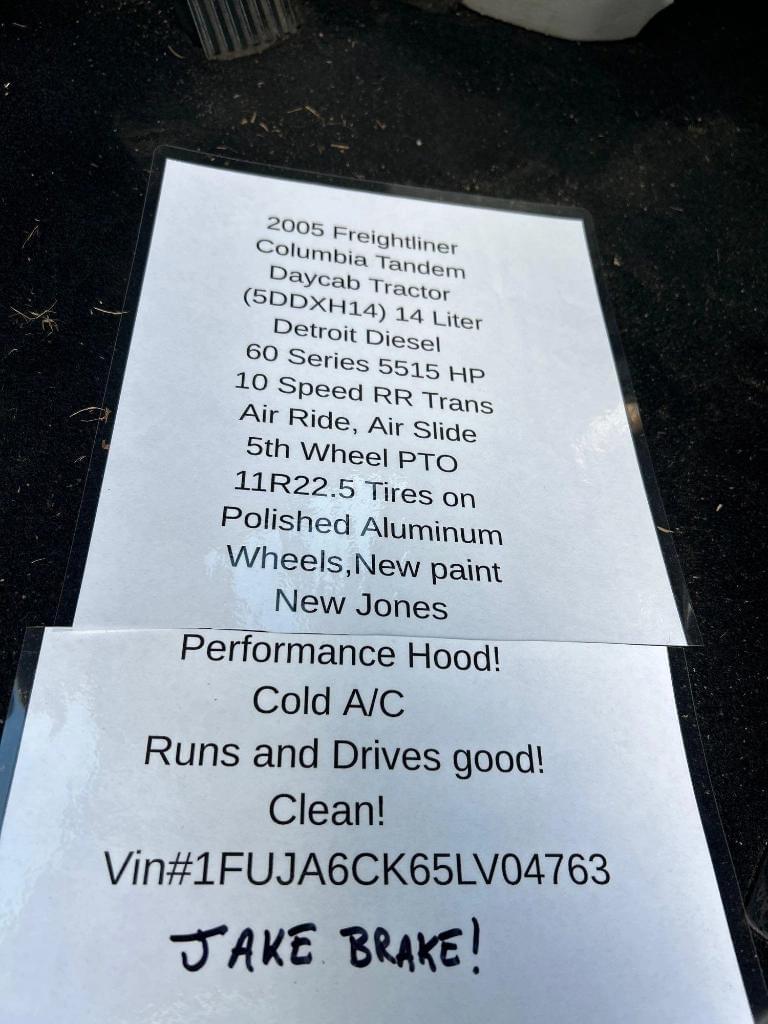 2005 Freightliner
Columbia Tandem
Daycab Tractor
(5DDXH14) 14 Liter
Detroit Diesel
60 Series 5515 HP
10 Speed RR Trans
Air Ride, Air Slide
5th Wheel PTO
11R22.5 Tires on
Polished Aluminum
Wheels,New paint
New Jones
Performance Hood!
Cold A/C
Runs and Drives good!
Clean!
Vin#1FUJA6CK65LV04763
JAKE BRAKE!